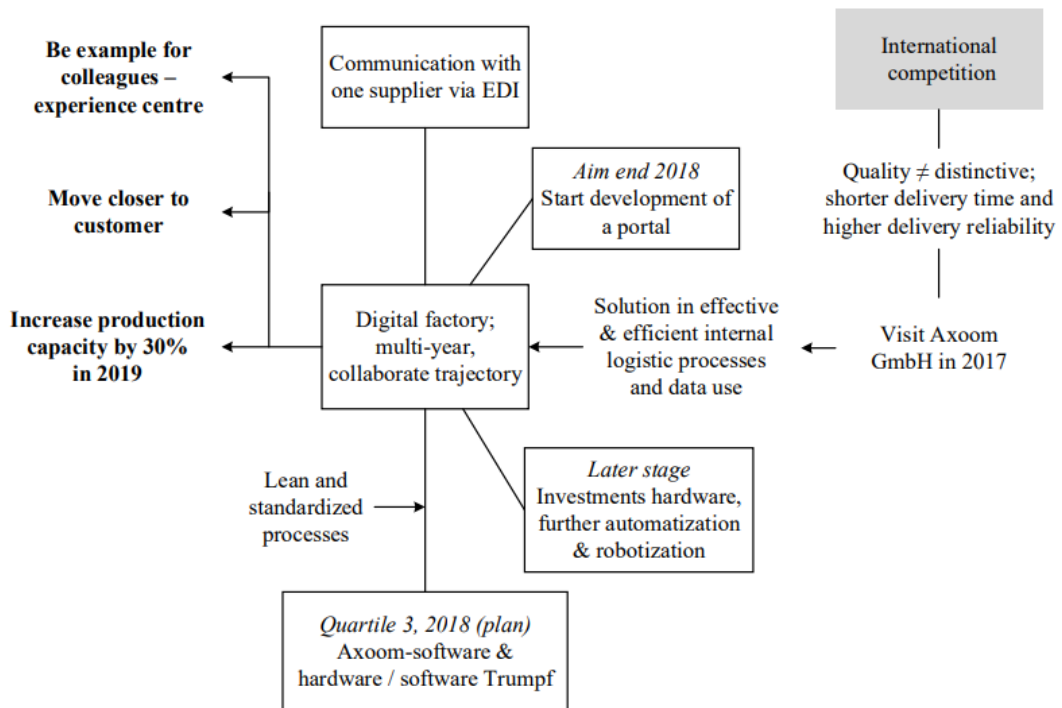 Be example for
colleagues –
experience centre
Move closer to
customer
Increase production
capacity by 30%
in 2019
Communication with
one supplier via EDI
Aim end 2018
Start development of
a portal
Digital factory;
multi-year,
collaborate trajectory
Lean and
standardized
processes
Later stage
Investments hardware,
further automatization
& robotization
Quartile 3, 2018 (plan)
Axoom-software &
hardware / software Trumpf
Solution in effective
& efficient internal
logistic processes
and data use
International
competition
Quality ≠ distinctive;
shorter delivery time and
higher delivery reliability
Visit Axoom
GmbH in 2017